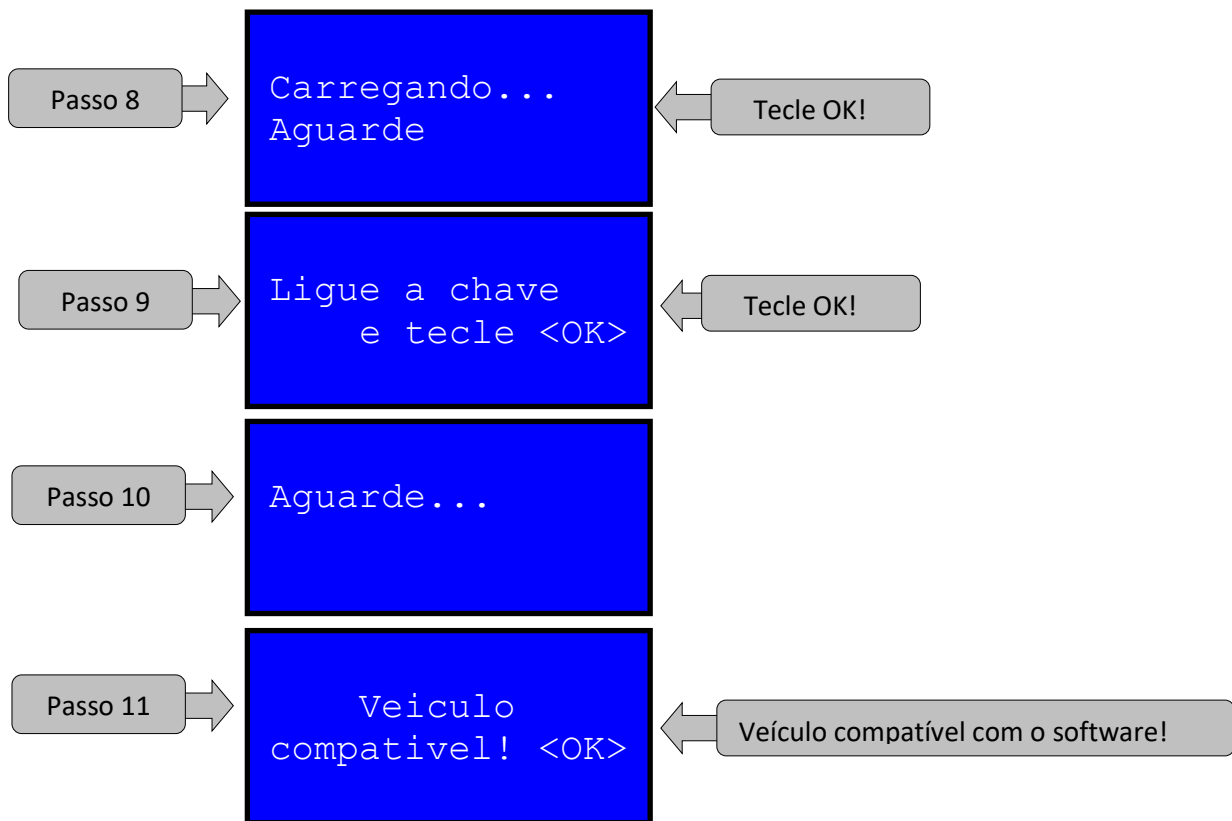 Passo 8
Carregando...
Aguarde
Tecle OK!
Passo 9
Ligue a chave
e tecle <OK>
Tecle OK!
Passo 10
Aguarde...
Passo 11
Veiculo
compativel! <OK>
Veículo compatível com o software!